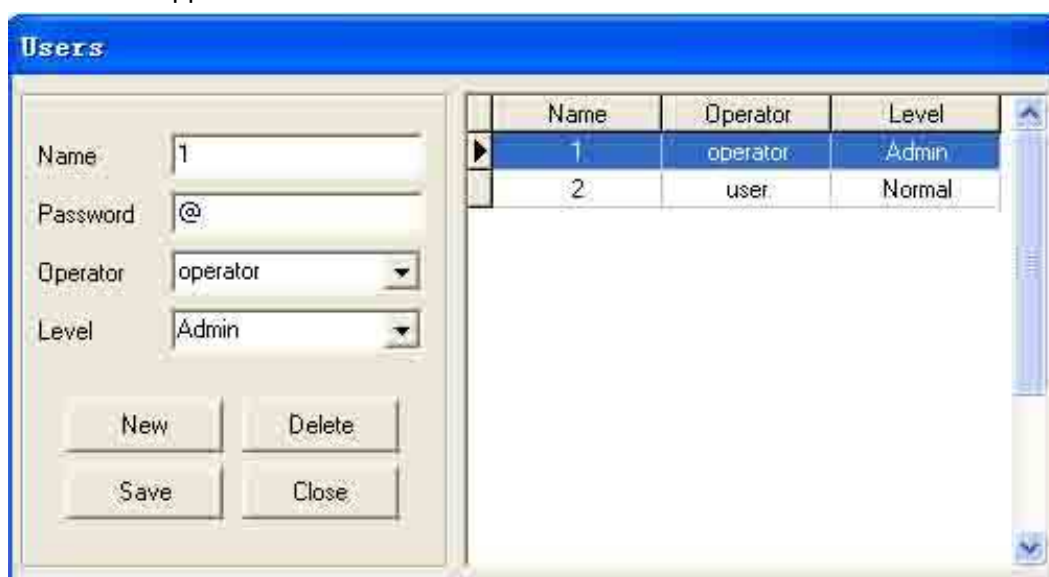 Users
Name 1
Password @
Operator operator
Level Admin
New Delete
Save Close
Name Operator Level
1 operator Admin
2 user Normal